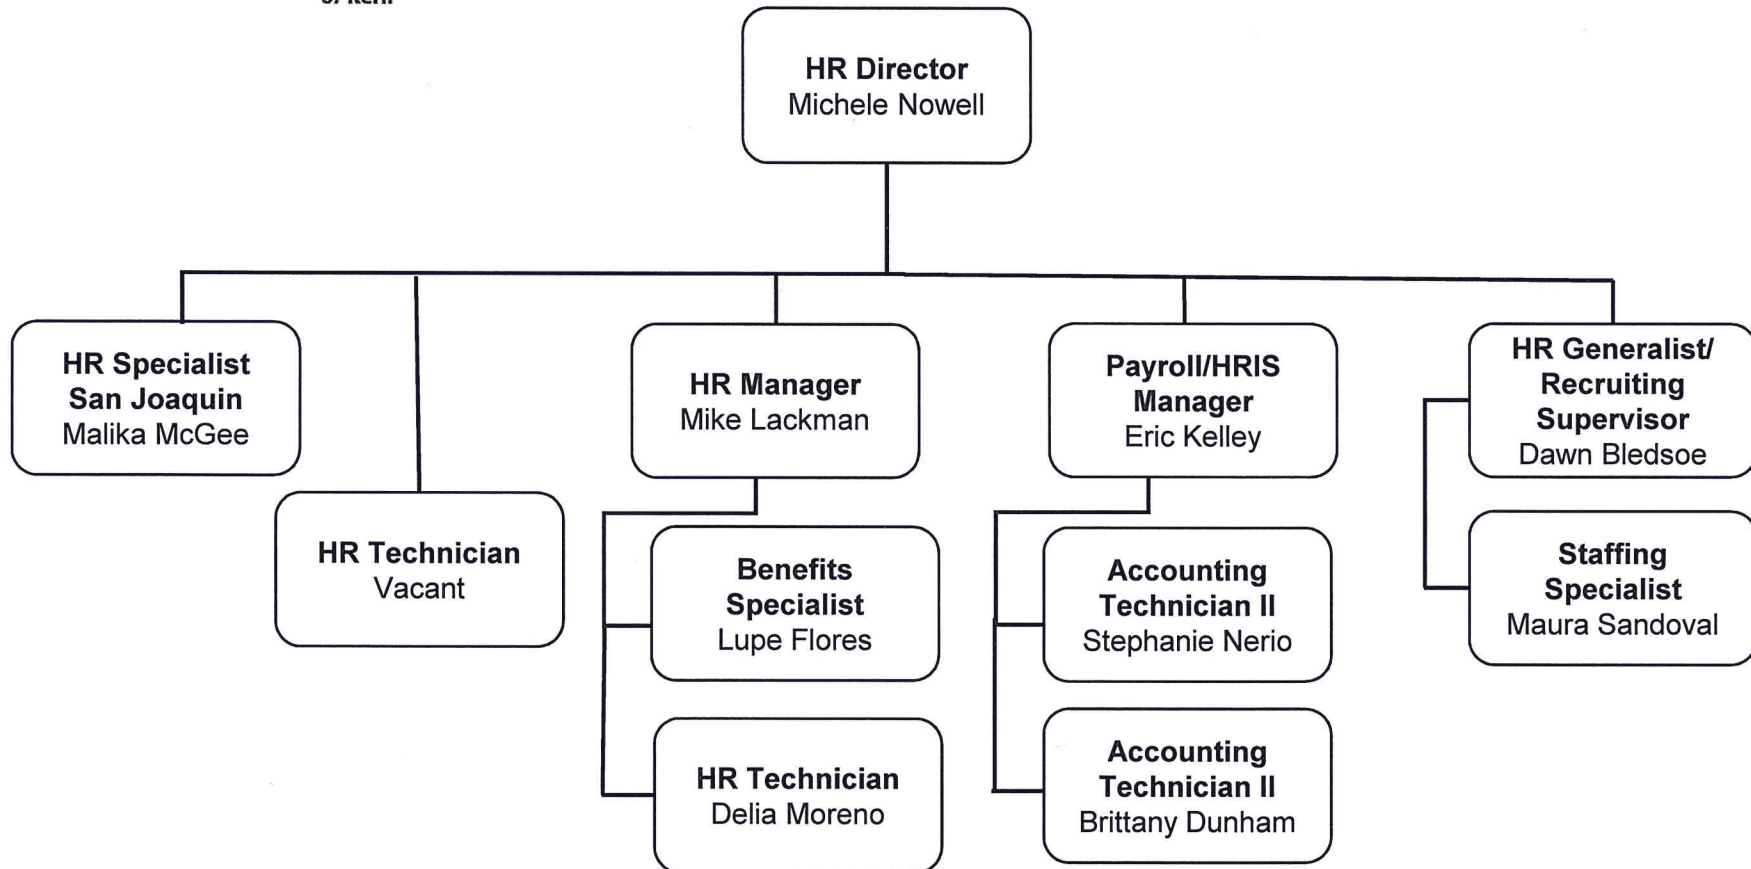 HR Director
Michele Nowell
HR Specialist
San Joaquin
Malika McGee
HR Technician
Vacant
HR Manager
Mike Lackman
Benefits
Specialist
Lupe Flores
HR Technician
Delia Moreno
Payroll/HRIS
Manager
Eric Kelley
Accounting
Technician II
Stephanie Nerio
Accounting
Technician II
Brittany Dunham
HR Generalist/
Recruiting
Supervisor
Dawn Bledsoe
Staffing
Specialist
Maura Sandoval